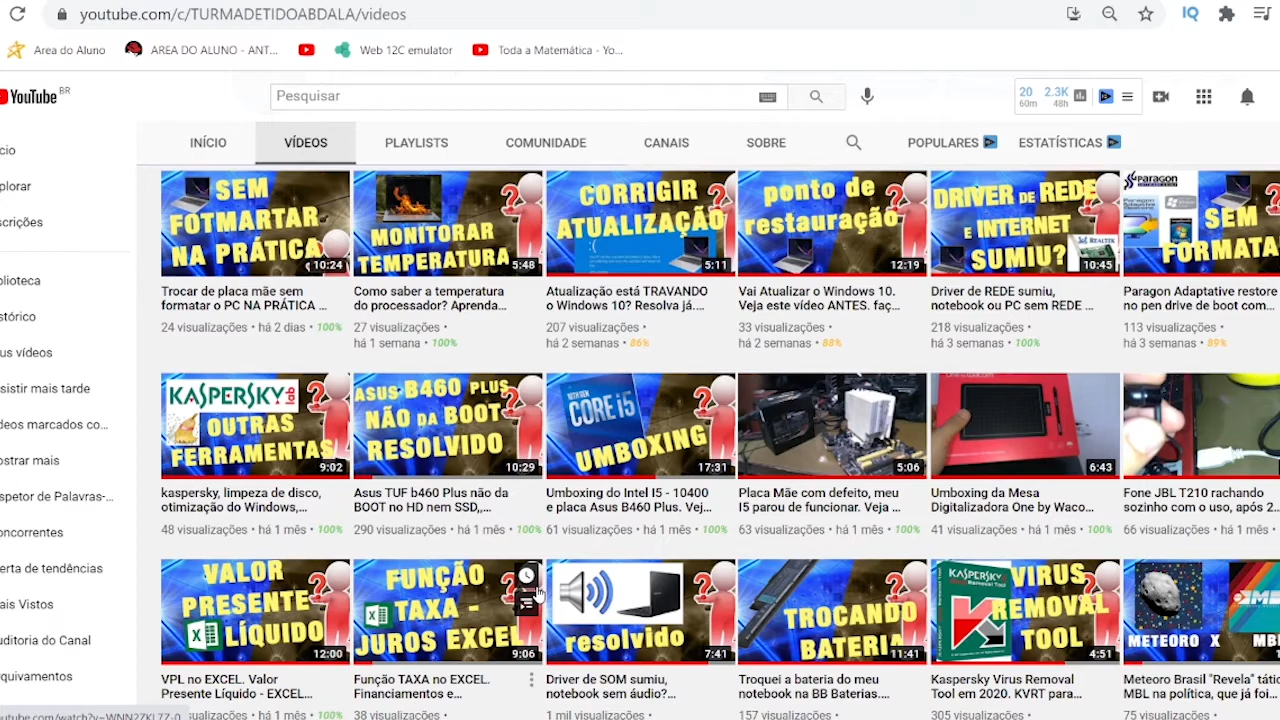 youtube.com/c/TURMADETIDOABDALA/videos
IQ
Area do Aluno
AREA DO ALUNO - ANT...
Web 12C emulator
Toda a Matemática - Yo...
YouTube BR
Pesquisar
20 2.3K
60m 48h
INÍCIO VÍDEOS PLAYLISTS COMUNIDADE CANAIS SOBRE POPULARES ESTATÍSTICAS
cio
plorar
scrições
blioteca
stórico
us vídeos
sistir mais tarde
deos marcados co...
ostrar mais
spetor de Palavras-...
oncorrentes
erta de tendências
ais Vistos
uditoria do Canal
quivamentos
SEM
FOTMARTAR
NA PRÁTICA
10:24
Trocar de placa mãe sem
formatar o PC NA PRÁTICA ...
24 visualizações • há 2 dias • 100%
MONITORAR
TEMPERATURA
5:48
Como saber a temperatura
do processador? Aprenda...
27 visualizações •
há 1 semana • 100%
CORRIGIR
ATUALIZAÇÃO
5:11
Atualização está TRAVANDO
o Windows 10? Resolva já....
207 visualizações •
há 2 semanas • 86%
ponto de
restauração
12:19
Vai Atualizar o Windows 10.
Veja este vídeo ANTES. faç...
33 visualizações •
há 2 semanas • 88%
DRIVER DE REDE
E INTERNET
SUMIU?
REALTEK
10:45
Driver de REDE sumiu,
notebook ou PC sem REDE ...
218 visualizações •
há 3 semanas • 100%
PARAGON
SEM
FORMATA
Paragon Adaptative restore
no pen drive de boot com...
113 visualizações •
há 3 semanas • 89%
KASPERSKY lab
OUTRAS
FERRAMENTAS
9:02
kaspersky, limpeza de disco,
otimização do Windows,...
48 visualizações • há 1 mês • 100%
ASUS B460 PLUS
NÃO DA BOOT
RESOLVIDO
10:29
Asus TUF b460 Plus não da
BOOT no HD nem SSD,,..
290 visualizações • há 1 mês • 100%
CORE i5
UMBOXING
17:31
Umboxing do Intel I5 - 10400
e placa Asus B460 Plus. Vej...
61 visualizações • há 1 mês • 100%
5:06
Placa Mãe com defeito, meu
I5 parou de funcionar. Veja ...
63 visualizações • há 1 mês • 100%
6:43
Umboxing da Mesa
Digitalizadora One by Waco...
41 visualizações • há 1 mês • 100%
Fone JBL T210 rachando
sozinho com o uso, após 2...
66 visualizações • há 1 mês •
VALOR
PRESENTE
LÍQUIDO
12:00
VPL no EXCEL. Valor
Presente Líquido - EXCEL...
sualizações • há 1 mês • 100%
FUNÇÃO
TAXA -
JUROS EXCEL
9:06
Função TAXA no EXCEL.
Financiamentos e...
38 visualizações •
resolvido
7:41
Driver de SOM sumiu,
notebook sem áudio?...
1 mil visualizações •
TROCANDO
BATERIA
11:41
Troquei a bateria do meu
notebook na BB Baterias....
157 visualizações •
KASPERSKY
VIRUS
REMOVAL
TOOL
4:51
Kaspersky Virus Removal
Tool em 2020. KVRT para...
305 visualizações •
METEORO X MB
Meteoro Brasil "Revela" tátic
MBL na política, que já foi...
75 visualizações •
outube.com/watch?v=WNN2ZKL7Z-0